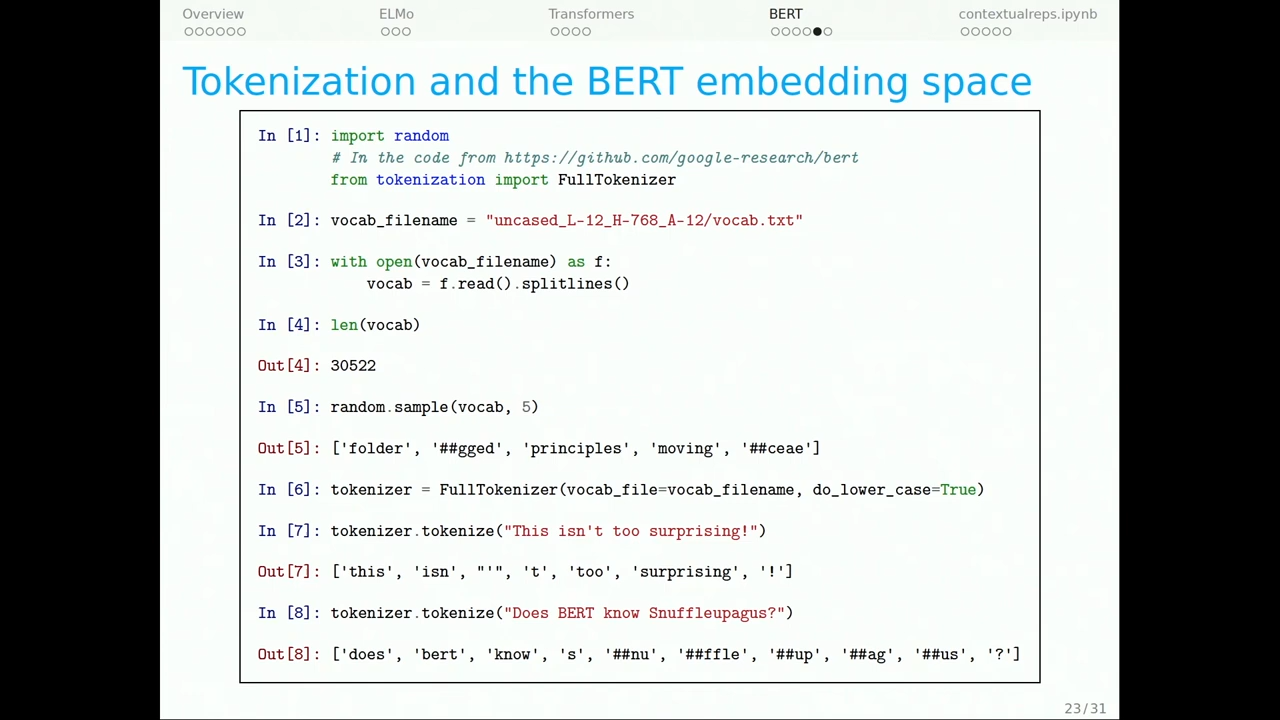 Overview ELMo Transformers BERT contextualreps.ipynb
Tokenization and the BERT embedding space
In [1]: import random
# In the code from https://github.com/google-research/bert
from tokenization import FullTokenizer
In [2]: vocab_filename = "uncased_L-12_H-768_A-12/vocab.txt"
In [3]: with open(vocab_filename) as f:
vocab = f.read().splitlines()
In [4]: len(vocab)
Out[4]: 30522
In [5]: random.sample(vocab, 5)
Out[5]: ['folder', '##gged', 'principles', 'moving', '##ceae']
In [6]: tokenizer = FullTokenizer(vocab_file=vocab_filename, do_lower_case=True)
In [7]: tokenizer.tokenize("This isn't too surprising!")
Out[7]: ['this', 'isn', "'", 't', 'too', 'surprising', '!']
In [8]: tokenizer.tokenize("Does BERT know Snuffleupagus?")
Out[8]: ['does', 'bert', 'know', 's', '##nu', '##ffle', '##up', '##ag', '##us', '?']
23/31